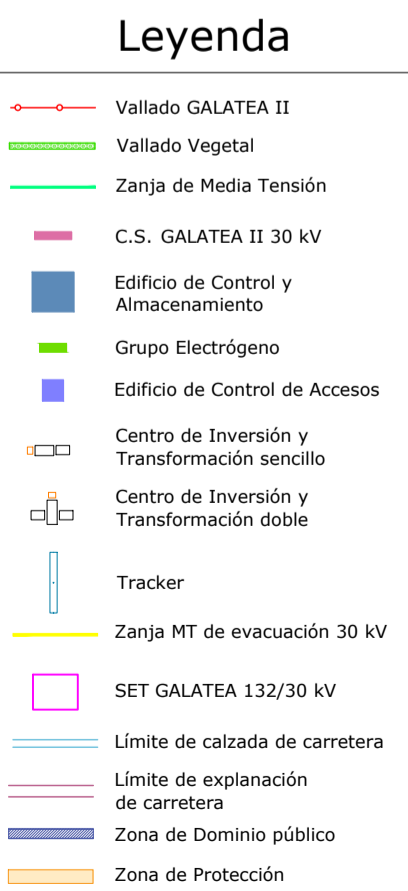 Leyenda
Vallado GALATEA II
Vallado Vegetal
Zanja de Media Tensión
C.S. GALATEA II 30 kV
Edificio de Control y
Almacenamiento
Grupo Electrógeno
Edificio de Control de Accesos
Centro de Inversión y
Transformación sencillo
Centro de Inversión y
Transformación doble
Tracker
Zanja MT de evacuación 30 kV
SET GALATEA 132/30 kV
Límite de calzada de carretera
Límite de explanación
de carretera
Zona de Dominio público
Zona de Protección